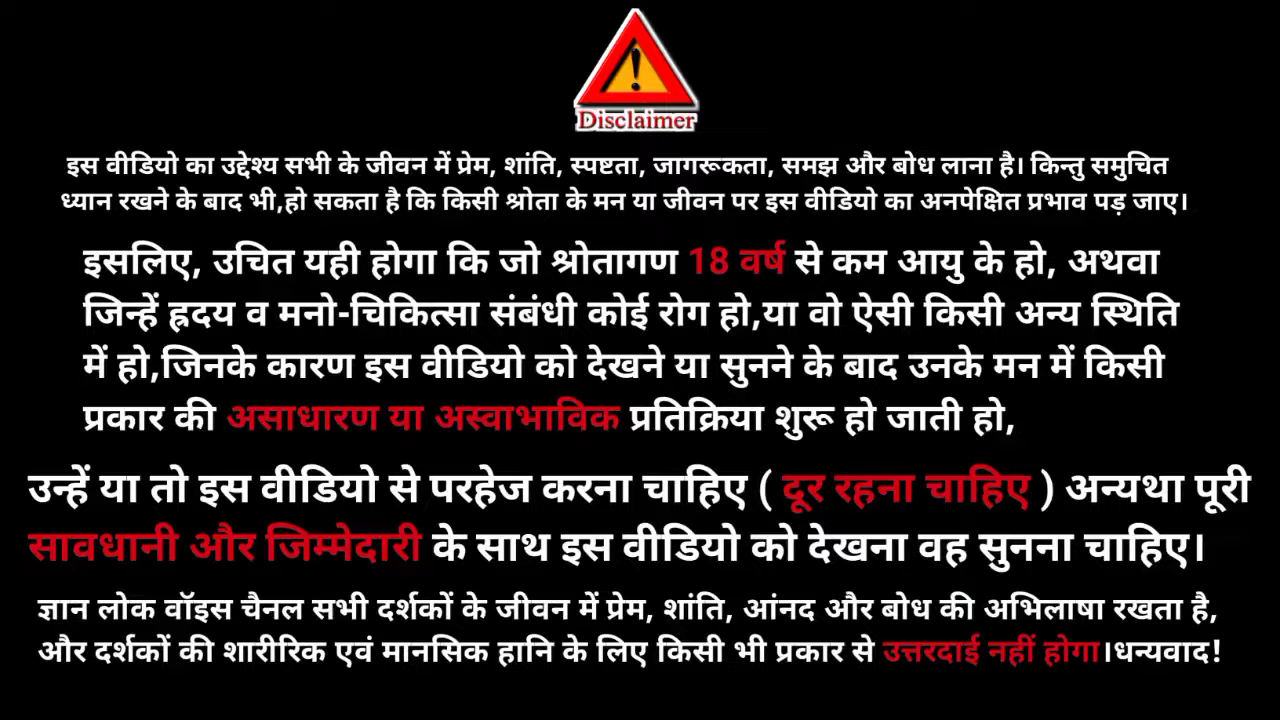 !
Disclaimer
इस वीडियो का उद्देश्य सभी के जीवन में प्रेम, शांति, स्पष्टता, जागरूकता, समझ और बोध लाना है। किन्तु समुचित
ध्यान रखने के बाद भी,हो सकता है कि किसी श्रोता के मन या जीवन पर इस वीडियो का अनपेक्षित प्रभाव पड़ जाए।
इसलिए, उचित यही होगा कि जो श्रोतागण 18 वर्ष से कम आयु के हो, अथवा
जिन्हें हृदय व मनो-चिकित्सा संबंधी कोई रोग हो,या वो ऐसी किसी अन्य स्थिति
में हो,जिनके कारण इस वीडियो को देखने या सुनने के बाद उनके मन में किसी
प्रकार की असाधारण या अस्वाभाविक प्रतिक्रिया शुरू हो जाती हो,
उन्हें या तो इस वीडियो से परहेज करना चाहिए ( दूर रहना चाहिए ) अन्यथा पूरी
सावधानी और जिम्मेदारी के साथ इस वीडियो को देखना वह सुनना चाहिए।
ज्ञान लोक वॉइस चैनल सभी दर्शकों के जीवन में प्रेम, शांति, आंनद और बोध की अभिलाषा रखता है,
और दर्शकों की शारीरिक एवं मानसिक हानि के लिए किसी भी प्रकार से उत्तरदाई नहीं होगा।धन्यवाद!